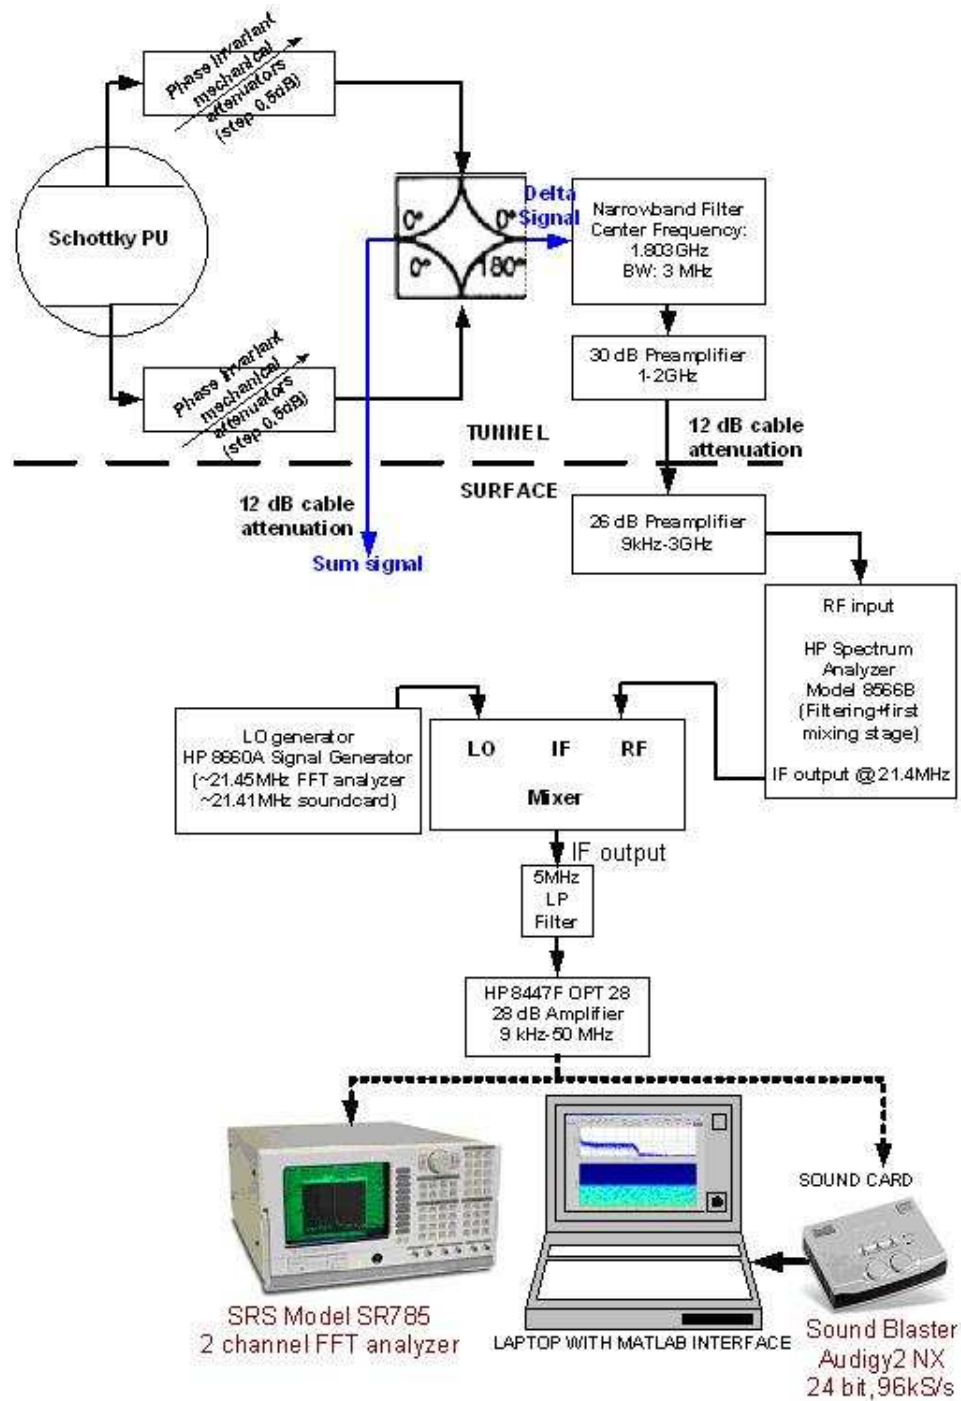 Phase Invariant
mechanical
attenuators
(step 0.5dB)
Schottky PU
0°
0°
0°
180°
Delta
Signal
Narrowband Filter
Center Frequency:
1.803GHz
BW: 3 MHz
Phase Invariant
mechanical
attenuators
(step 0.5dB)
30 dB Preamplifier
1-2GHz
TUNNEL
12 dB cable
attenuation
SURFACE
12 dB cable
attenuation
Sum signal
26 dB Preamplifier
9kHz-3GHz
RF input
HP Spectrum
Analyzer
Model 8566B
(Filtering+first
mixing stage)
IF output @21.4MHz
LO generator
HP 8660A Signal Generator
(~21.45MHz FFT analyzer
~21.41MHz soundcard)
LO IF RF
Mixer
IF output
5MHz
LP
Filter
HP8447F OPT 28
28 dB Amplifier
9 kHz-50 MHz
SOUND CARD
SRS Model SR785
2 channel FFT analyzer
LAPTOP WITH MATLAB INTERFACE
Sound Blaster
Audigy2 NX
24 bit,96kS/s